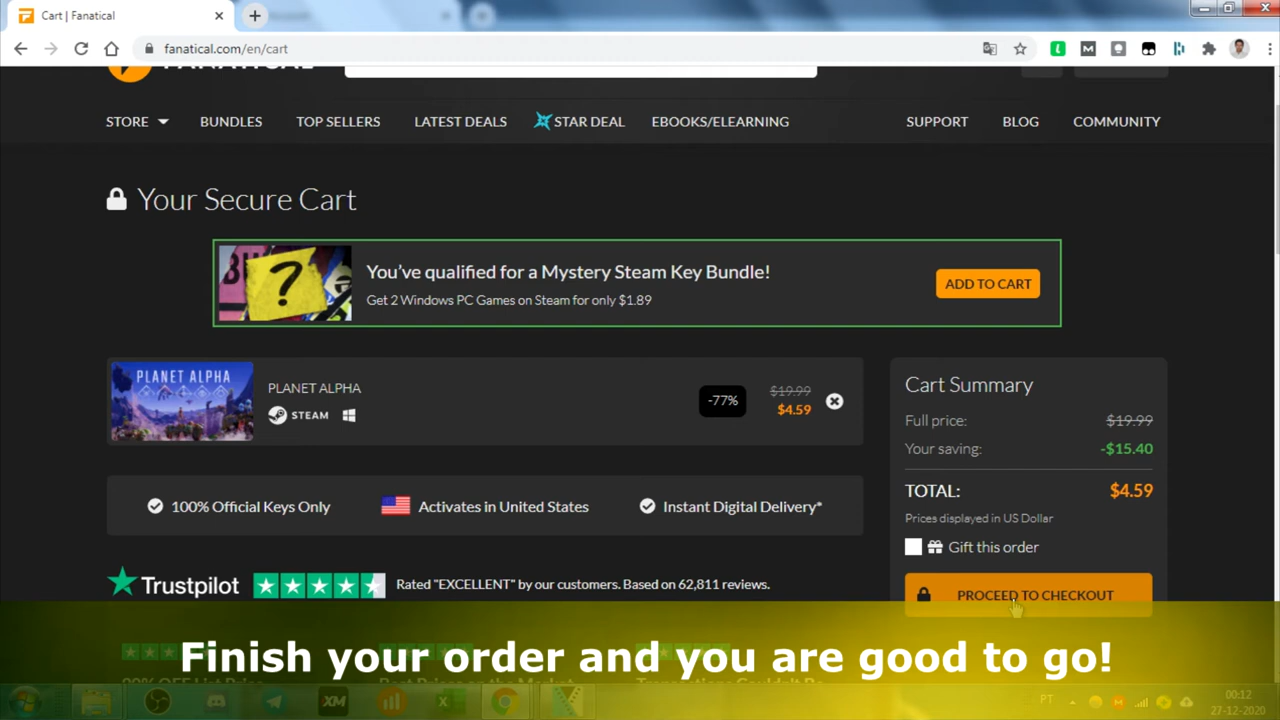 Cart | Fanatical
fanatical.com/en/cart
STORE BUNDLES TOP SELLERS LATEST DEALS STAR DEAL EBOOKS/ELEARNING SUPPORT BLOG COMMUNITY
Your Secure Cart
You've qualified for a Mystery Steam Key Bundle!
Get 2 Windows PC Games on Steam for only $1.89
ADD TO CART
PLANET ALPHA
PLANET ALPHA
STEAM
-77%
$19.99
$4.59
Cart Summary
Full price: $19.99
Your saving: -$15.40
TOTAL: $4.59
Prices displayed in US Dollar
Gift this order
PROCEED TO CHECKOUT
100% Official Keys Only Activates in United States Instant Digital Delivery*
Trustpilot Rated "EXCELLENT" by our customers. Based on 62,811 reviews.
Finish your order and you are good to go!
XM
PT
00:12
27-12-2020